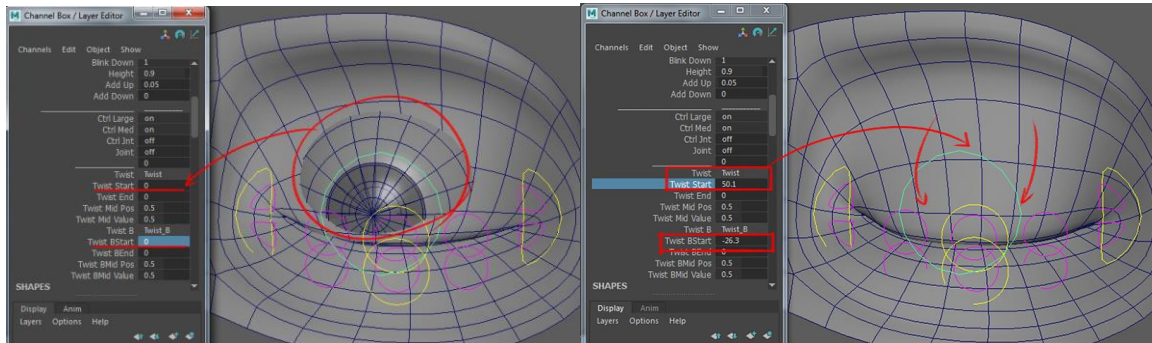 Channel Box / Layer Editor
Channels Edit Object Show
Blink Down 1
Height 0.9
Add Up 0.05
Add Down 0
Ctrl Large on
Ctrl Med on
Ctrl Jnt off
Joint off
0
Twist Twist
Twist Start 0
Twist End 0
Twist Mid Pos 0.5
Twist Mid Value 0.5
Twist B Twist_B
Twist BStart 0
Twist BEnd 0
Twist BMid Pos 0.5
Twist BMid Value 0.5
SHAPES
Display Anim
Layers Options Help
Channel Box / Layer Editor
Channels Edit Object Show
Blink Down 1
Height 0.9
Add Up 0.05
Add Down 0
Ctrl Large on
Ctrl Med on
Ctrl Jnt off
Joint off
0
Twist Twist
Twist Start 50.1
Twist End 0
Twist Mid Pos 0.5
Twist Mid Value 0.5
Twist B Twist_B
Twist BStart -26.3
Twist BEnd 0
Twist BMid Pos 0.5
Twist BMid Value 0.5
SHAPES
Display Anim
Layers Options Help